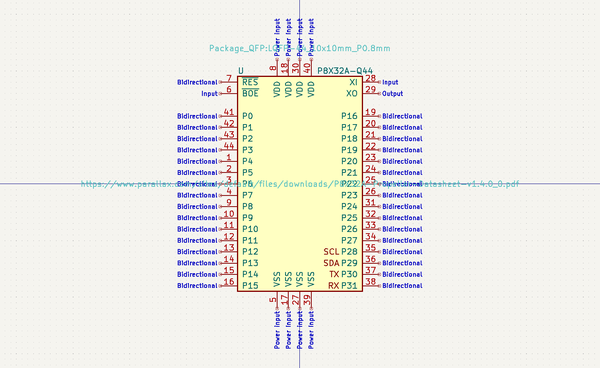 Power input Power input Power input Power input
Package_QFP: 10x10mm_P0.8mm
8 18 30 40
U P8X32A-Q44
VDD VDD VDD VDD
Bidirectional 7 RES XI 28 Input
Input 6 BOE XO 29 Output
Bidirectional 41 P0 P16 19 Bidirectional
Bidirectional 42 P1 P17 20 Bidirectional
Bidirectional 43 P2 P18 21 Bidirectional
Bidirectional 44 P3 P19 22 Bidirectional
Bidirectional 1 P4 P20 23 Bidirectional
Bidirectional 2 P5 P21 24 Bidirectional
Bidirectional 3 P6 P22 25 Bidirectional
https://www.parallax. /files/downloads/ -v1.4.0_0.pdf
Bidirectional 4 P7 P23 26 Bidirectional
Bidirectional 9 P8 P24 31 Bidirectional
Bidirectional 10 P9 P25 32 Bidirectional
Bidirectional 11 P10 P26 33 Bidirectional
Bidirectional 12 P11 P27 34 Bidirectional
Bidirectional 13 P12 SCL P28 35 Bidirectional
Bidirectional 14 P13 SDA P29 36 Bidirectional
Bidirectional 15 P14 TX P30 37 Bidirectional
Bidirectional 16 P15 RX P31 38 Bidirectional
VSS VSS VSS VSS
5 17 27 39
Power input Power input Power input Power input